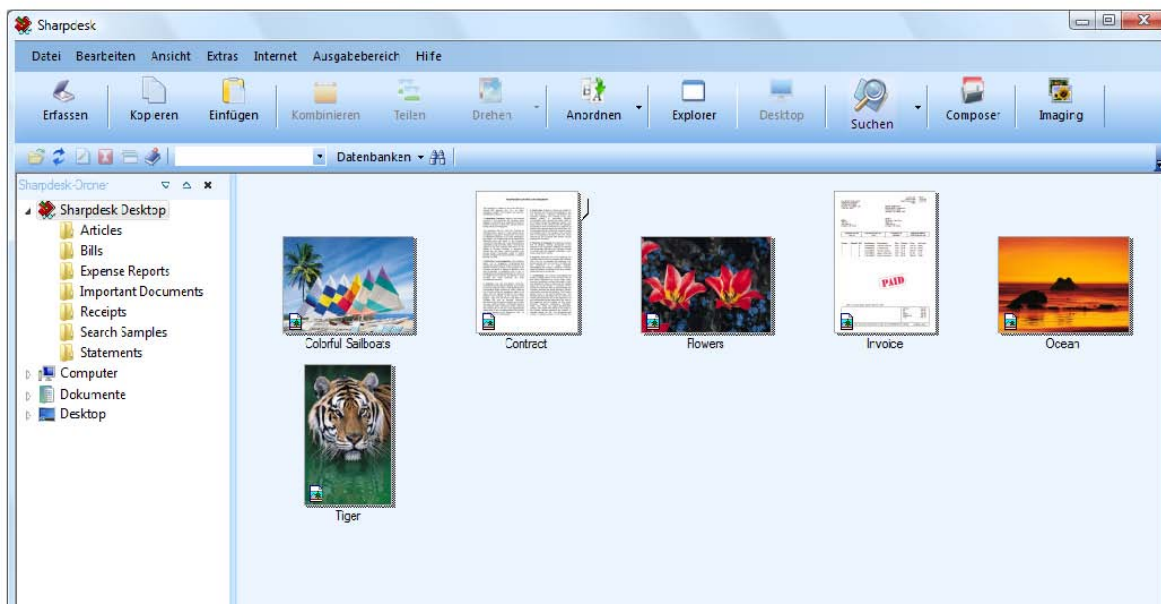 Sharpdesk
Datei Bearbeiten Ansicht Extras Internet Ausgabebereich Hilfe
Erfassen Kopieren Einfügen Kombinieren Teilen Drehen Anordnen Explorer Desktop Suchen Composer Imaging
Datenbanken
Sharpdesk-Ordner
Sharpdesk Desktop
Articles
Bills
Expense Reports
Important Documents
Receipts
Search Samples
Statements
Computer
Dokumente
Desktop
PAID
Colorful Sailboats Contract Flowers Invoice Ocean
Tiger